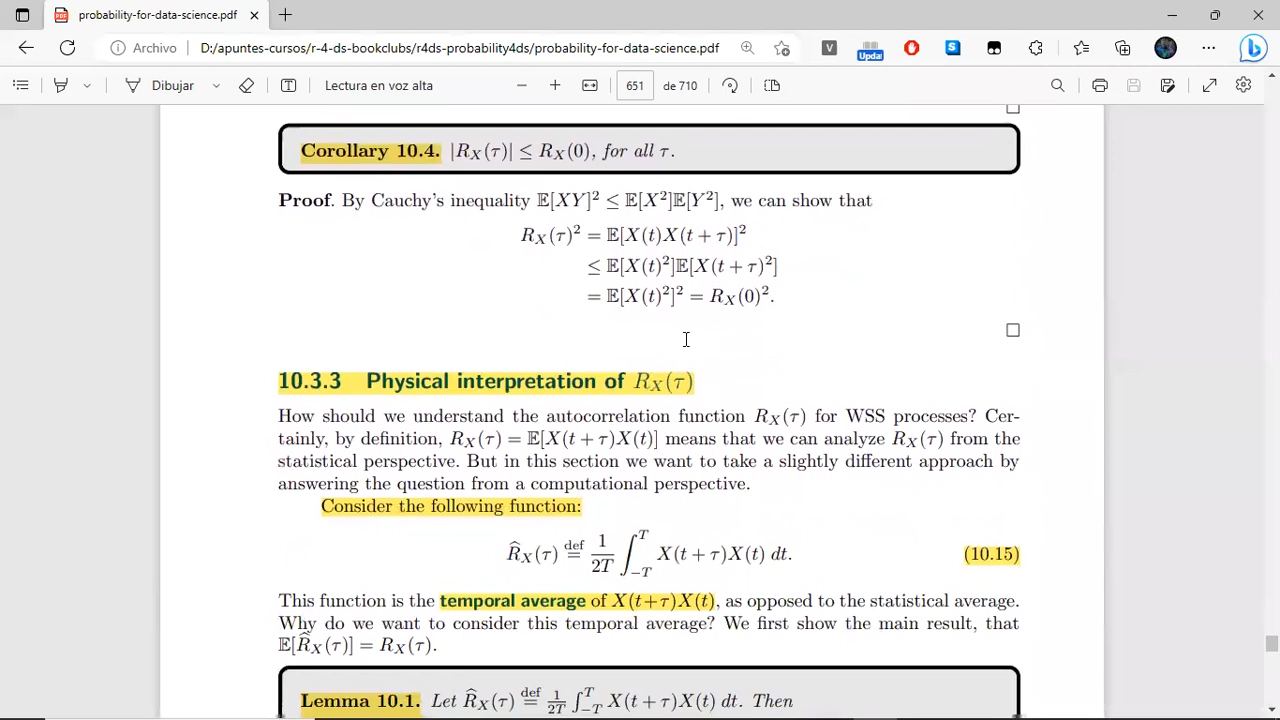 probability-for-data-science.pdf
Archivo D:/apuntes-cursos/r-4-ds-bookclubs/r4ds-probability4ds/probability-for-data-science.pdf
Dibujar Lectura en voz alta 651 de 710
Corollary 10.4. |R_X(τ)| ≤ R_X(0), for all τ.
Proof. By Cauchy's inequality 𝔼[XY]² ≤ 𝔼[X²]𝔼[Y²], we can show that
R_X(τ)² = 𝔼[X(t)X(t + τ)]²
≤ 𝔼[X(t)²]𝔼[X(t + τ)²]
= 𝔼[X(t)²]² = R_X(0)².
10.3.3 Physical interpretation of R_X(τ)
How should we understand the autocorrelation function R_X(τ) for WSS processes? Cer-
tainly, by definition, R_X(τ) = 𝔼[X(t + τ)X(t)] means that we can analyze R_X(τ) from the
statistical perspective. But in this section we want to take a slightly different approach by
answering the question from a computational perspective.
Consider the following function:
R̂_X(τ) ≝ 1/2T ∫_{−T}^{T} X(t + τ)X(t) dt. (10.15)
This function is the temporal average of X(t+τ)X(t), as opposed to the statistical average.
Why do we want to consider this temporal average? We first show the main result, that
𝔼[R̂_X(τ)] = R_X(τ).
Lemma 10.1. Let R̂_X(τ) ≝ 1/2T ∫_{−T}^{T} X(t + τ)X(t) dt. Then